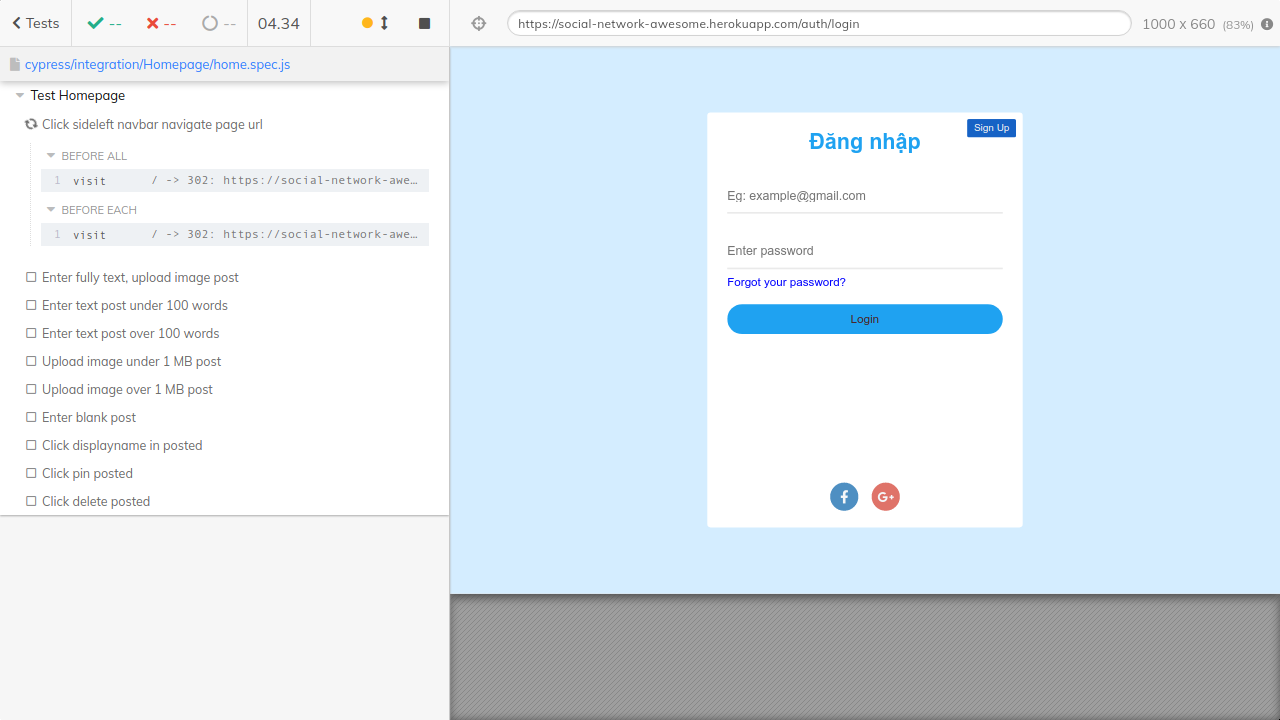 Tests
--
--
--
04.34
https://social-network-awesome.herokuapp.com/auth/login
1000 x 660 (83%)
cypress/integration/Homepage/home.spec.js
Test Homepage
Click sideleft navbar navigate page url
BEFORE ALL
1 visit / -> 302: https://social-network-awe…
BEFORE EACH
1 visit / -> 302: https://social-network-awe…
Enter fully text, upload image post
Enter text post under 100 words
Enter text post over 100 words
Upload image under 1 MB post
Upload image over 1 MB post
Enter blank post
Click displayname in posted
Click pin posted
Click delete posted
Sign Up
Đăng nhập
Eg: example@gmail.com
Enter password
Forgot your password?
Login
f
G+